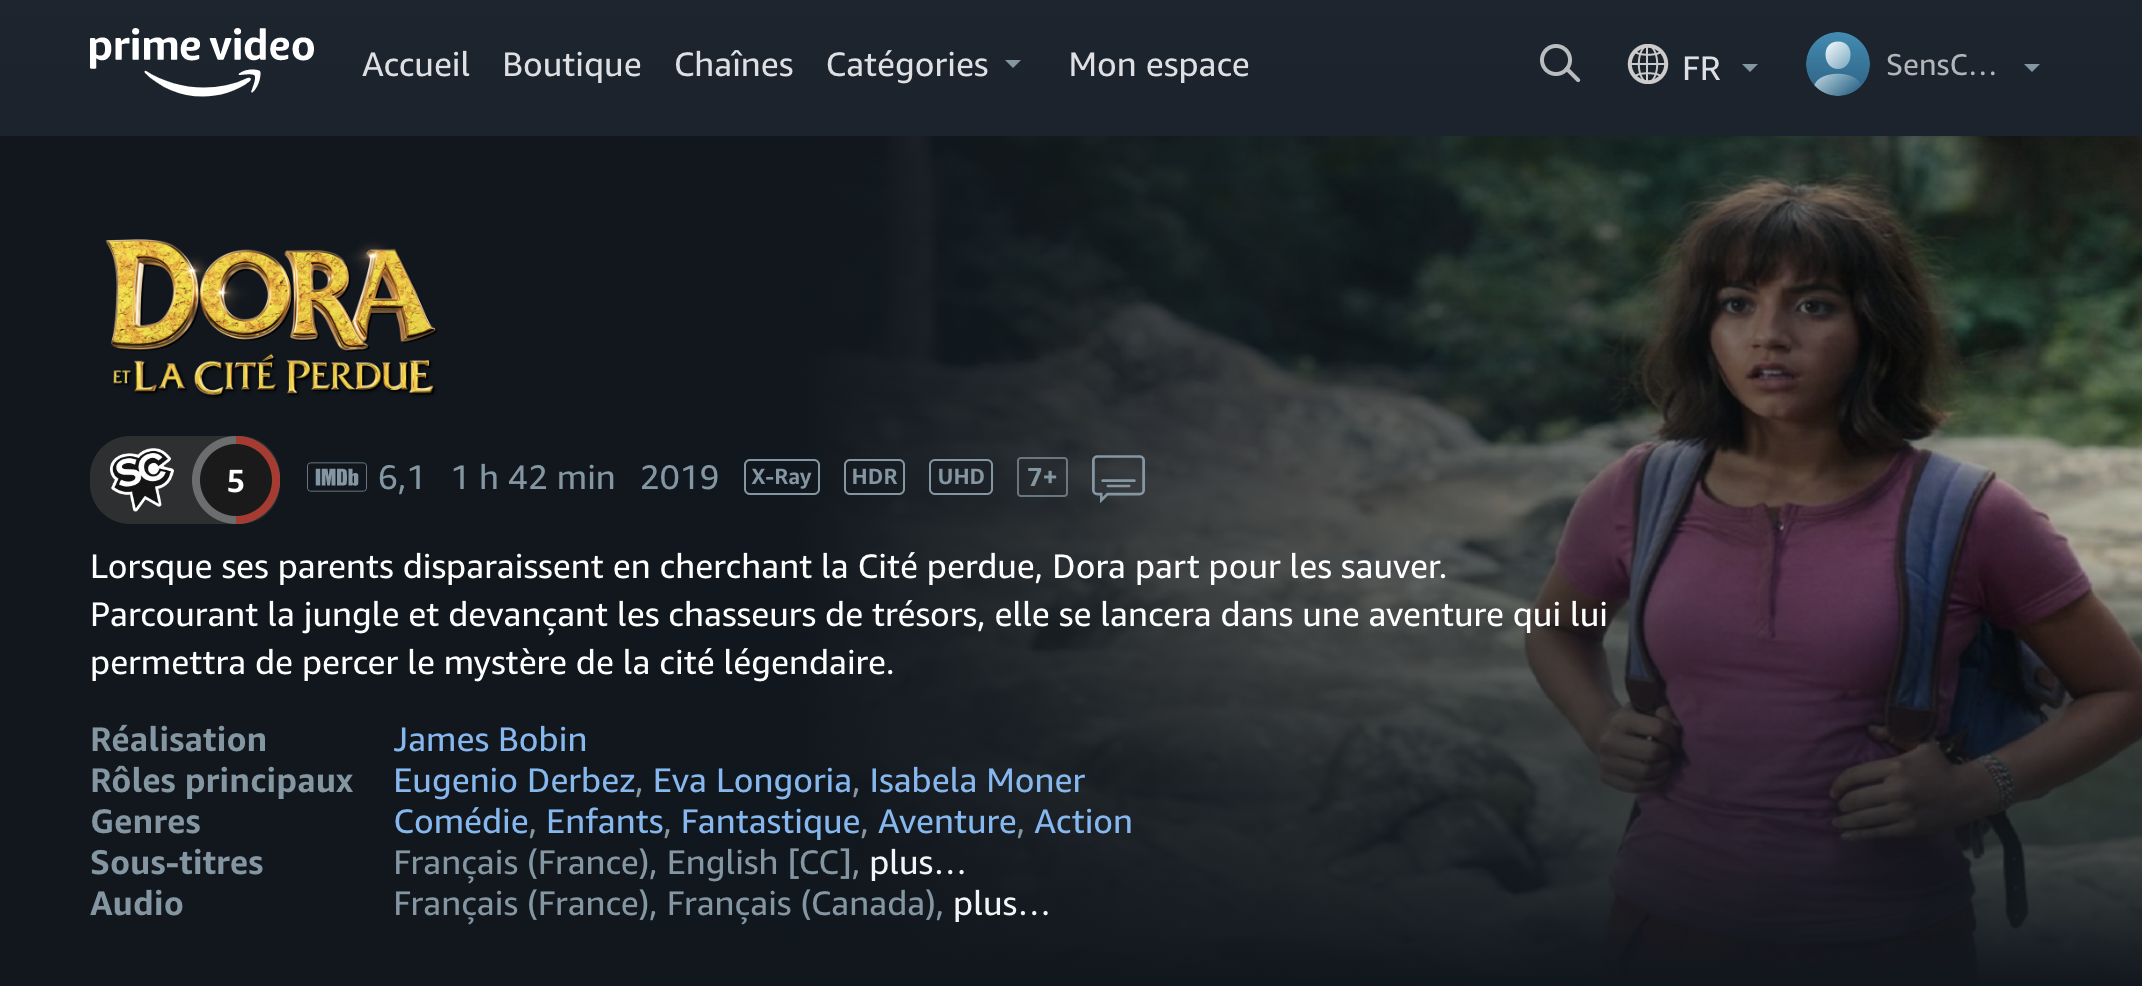 prime video
Accueil Boutique Chaînes Catégories Mon espace FR SensC...
DORA
ET LA CITÉ PERDUE
SC 5 IMDb 6,1 1 h 42 min 2019 X-Ray HDR UHD 7+
Lorsque ses parents disparaissent en cherchant la Cité perdue, Dora part pour les sauver.
Parcourant la jungle et devançant les chasseurs de trésors, elle se lancera dans une aventure qui lui
permettra de percer le mystère de la cité légendaire.
Réalisation James Bobin
Rôles principaux Eugenio Derbez, Eva Longoria, Isabela Moner
Genres Comédie, Enfants, Fantastique, Aventure, Action
Sous-titres Français (France), English [CC], plus...
Audio Français (France), Français (Canada), plus...